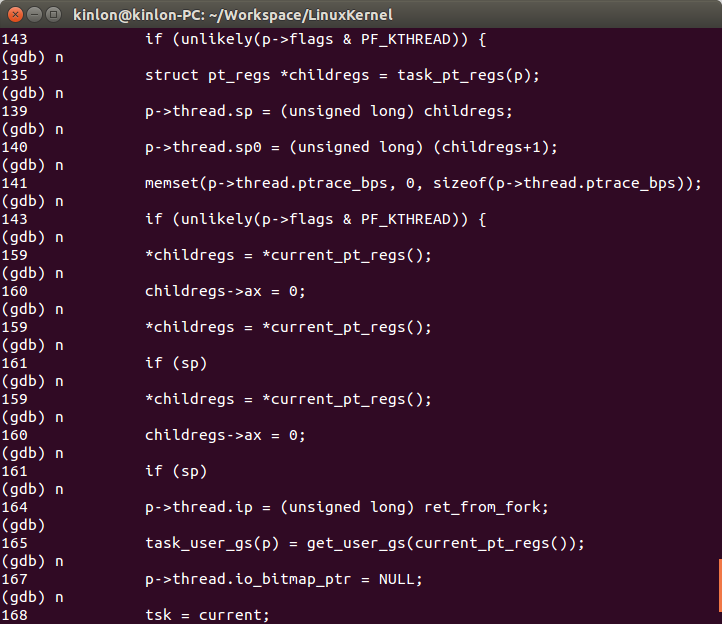 kinlon@kinlon-PC: ~/Workspace/LinuxKernel
143 if (unlikely(p->flags & PF_KTHREAD)) {
(gdb) n
135 struct pt_regs *childregs = task_pt_regs(p);
(gdb) n
139 p->thread.sp = (unsigned long) childregs;
(gdb) n
140 p->thread.sp0 = (unsigned long) (childregs+1);
(gdb) n
141 memset(p->thread.ptrace_bps, 0, sizeof(p->thread.ptrace_bps));
(gdb) n
143 if (unlikely(p->flags & PF_KTHREAD)) {
(gdb) n
159 *childregs = *current_pt_regs();
(gdb) n
160 childregs->ax = 0;
(gdb) n
159 *childregs = *current_pt_regs();
(gdb) n
161 if (sp)
(gdb) n
159 *childregs = *current_pt_regs();
(gdb) n
160 childregs->ax = 0;
(gdb) n
161 if (sp)
(gdb) n
164 p->thread.ip = (unsigned long) ret_from_fork;
(gdb)
165 task_user_gs(p) = get_user_gs(current_pt_regs());
(gdb) n
167 p->thread.io_bitmap_ptr = NULL;
(gdb) n
168 tsk = current;